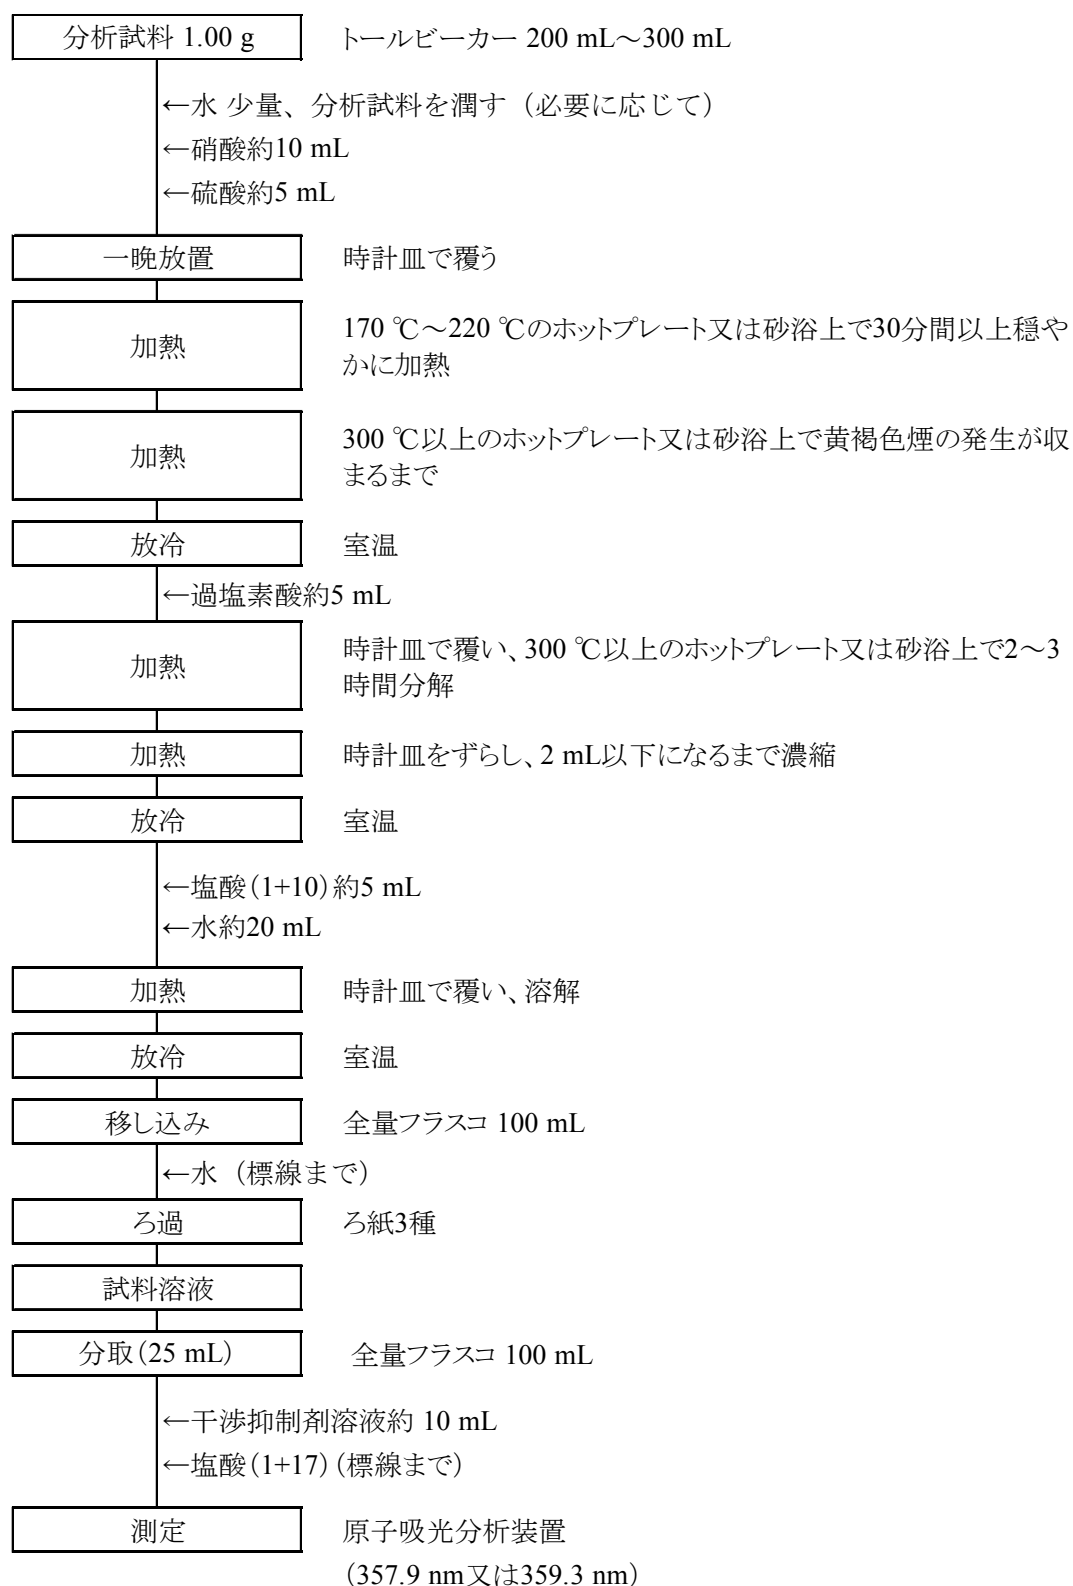 分析試料 1.00 g トールビーカー 200 mL～300 mL
←水 少量、分析試料を潤す（必要に応じて）
←硝酸約10 mL
←硫酸約5 mL
一晩放置 時計皿で覆う
加熱 170 ℃～220 ℃のホットプレート又は砂浴上で30分間以上穏や
かに加熱
加熱 300 ℃以上のホットプレート又は砂浴上で黄褐色煙の発生が収
まるまで
放冷 室温
←過塩素酸約5 mL
加熱 時計皿で覆い、300 ℃以上のホットプレート又は砂浴上で2～3
時間分解
加熱 時計皿をずらし、2 mL以下になるまで濃縮
放冷 室温
←塩酸（1+10）約5 mL
←水約20 mL
加熱 時計皿で覆い、溶解
放冷 室温
移し込み 全量フラスコ 100 mL
←水（標線まで）
ろ過 ろ紙3種
試料溶液
分取（25 mL） 全量フラスコ 100 mL
←干渉抑制剤溶液約 10 mL
←塩酸（1+17）（標線まで）
測定 原子吸光分析装置
（357.9 nm又は359.3 nm）